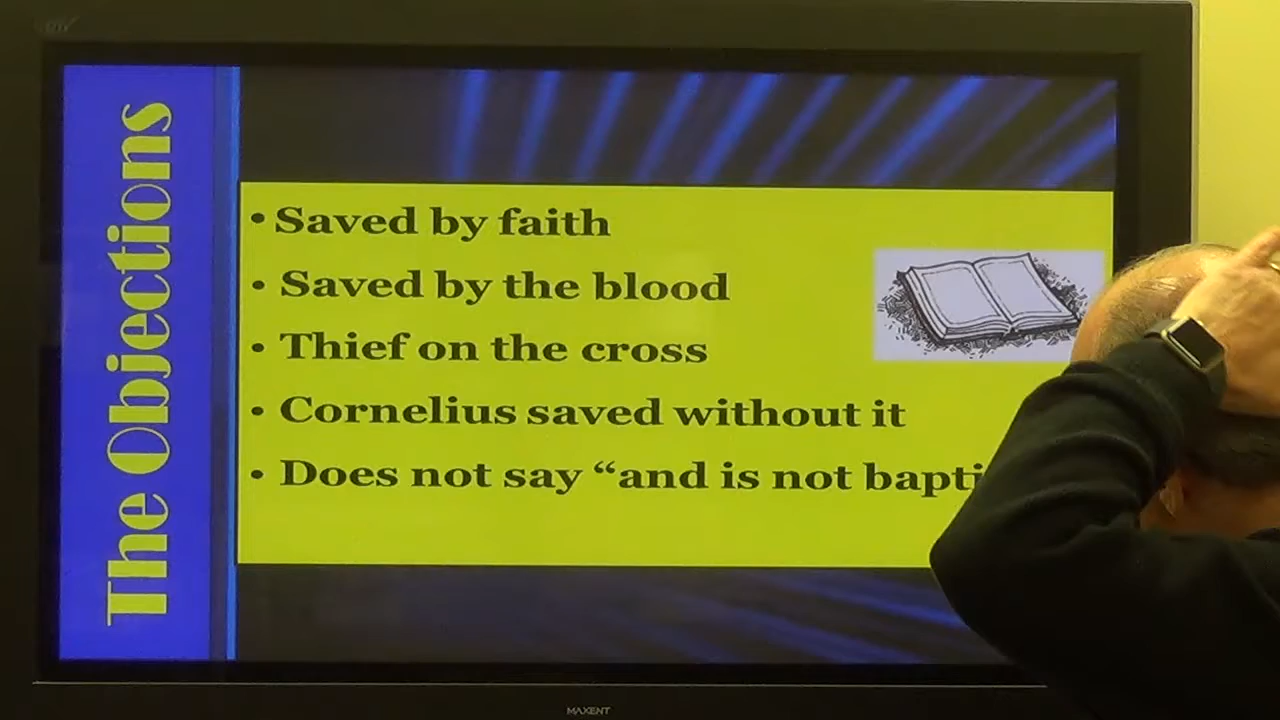 The Objections
• Saved by faith
• Saved by the blood
• Thief on the cross
• Cornelius saved without it
• Does not say “and is not bapti
MAXENT